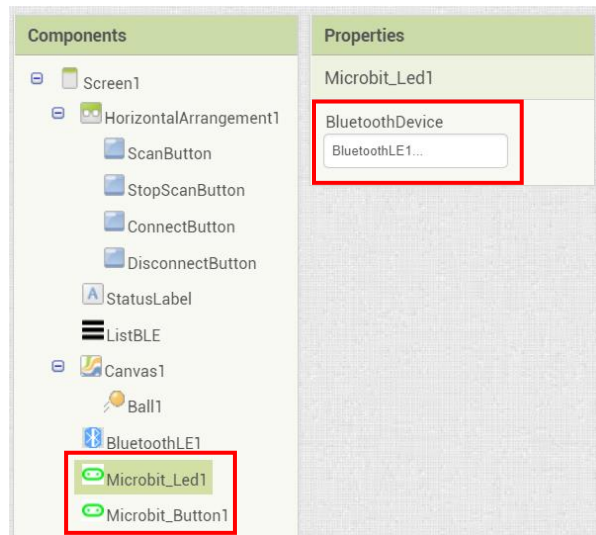 Components
Screen1
HorizontalArrangement1
ScanButton
StopScanButton
ConnectButton
DisconnectButton
StatusLabel
ListBLE
Canvas1
Ball1
BluetoothLE1
Microbit_Led1
Microbit_Button1
Properties
Microbit_Led1
BluetoothDevice
BluetoothLE1...